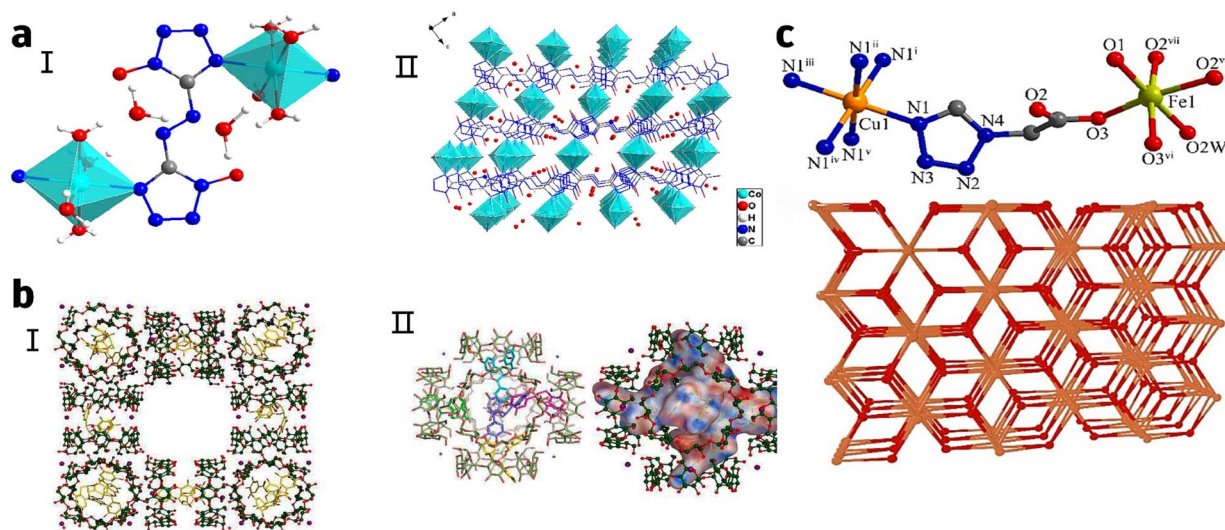 a
I
II
a
c
Co
O
H
N
C
b
I
II
c
N1ⁱⁱⁱ
N1ⁱⁱ
N1ⁱ
Cu1
N1ⁱᵛ
N1ᵛ
N1
N4
N3
N2
O2
O3
O1
O2ᵛⁱⁱ
O2ᵛ
Fe1
O3ᵛⁱ
O2W